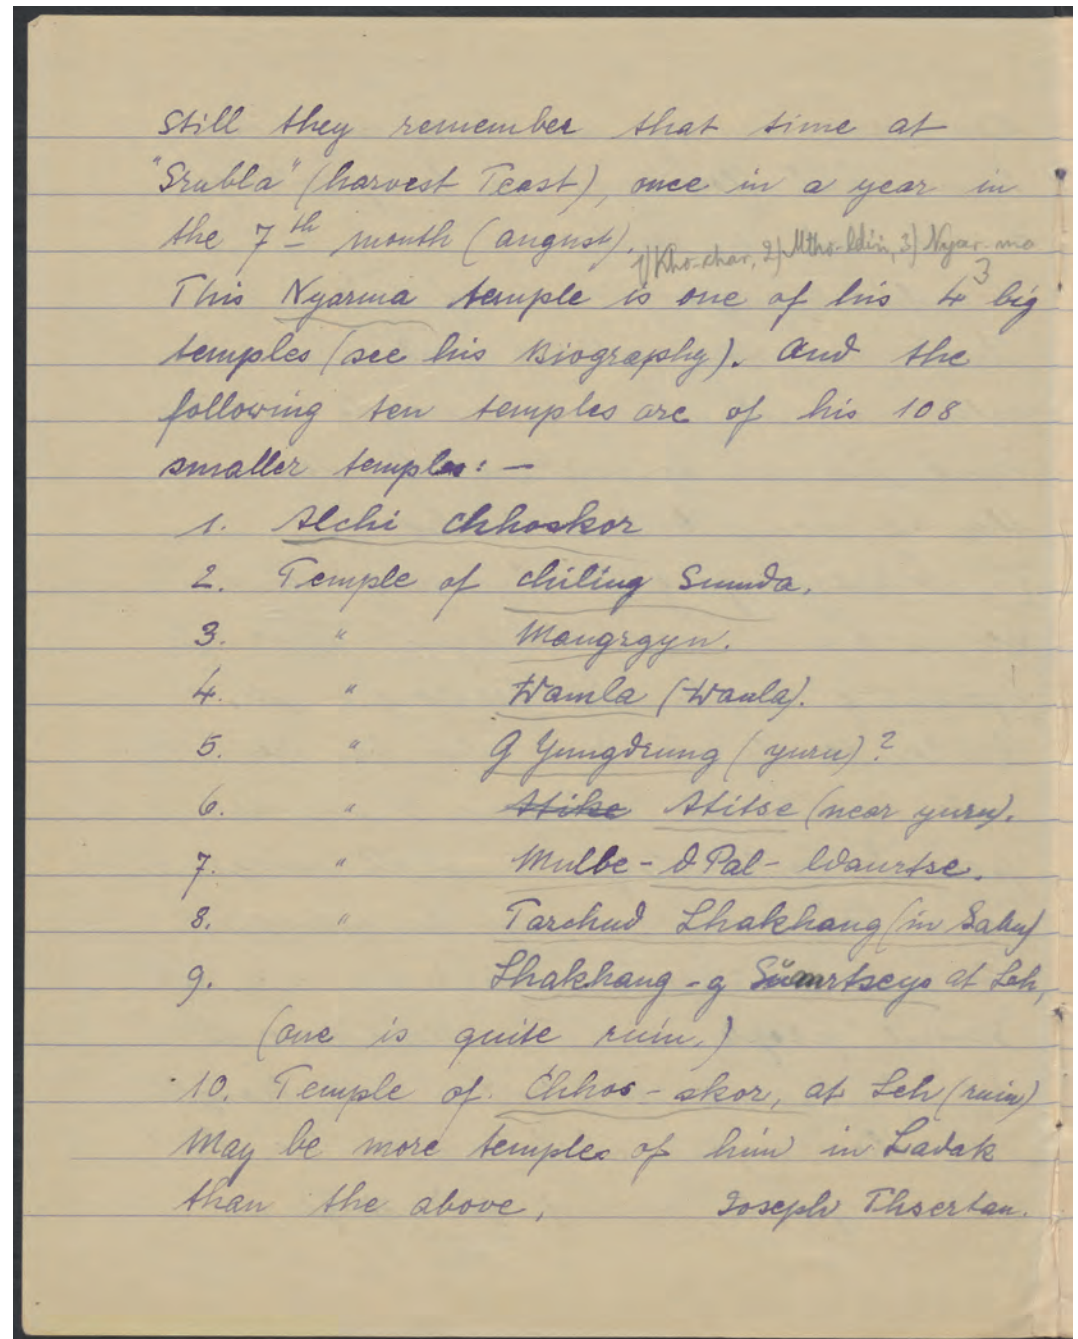 Still they remember that time at
"Srubla" (harvest Feast), once in a year in
the 7th month (august).
1) Kho-char, 2) Mtho-ldin, 3) Nyar-ma
3
This Nyarma temple is one of his 4 big
temples (see his Biography). And the
following ten temples are of his 108
smaller temples: —
1. Alchi Chhoskor
2. Temple of chiling Sumda.
3. " Mangrgyn.
4. " Wamla (Wanla).
5. " G Yungdrung (yuru)?
6. " Atike Atitse (near yuru).
7. " Mulbe - d Pal - ldanrtse.
8. " Tarchud Lhakhang (in Sabu)
9. Lhakhang - g at Leh,
(one is quite ruin,)
10. Temple of Chhos - skor, at Leh (ruin)
May be more temples of him in Ladak
than the above, Joseph Thsertan.